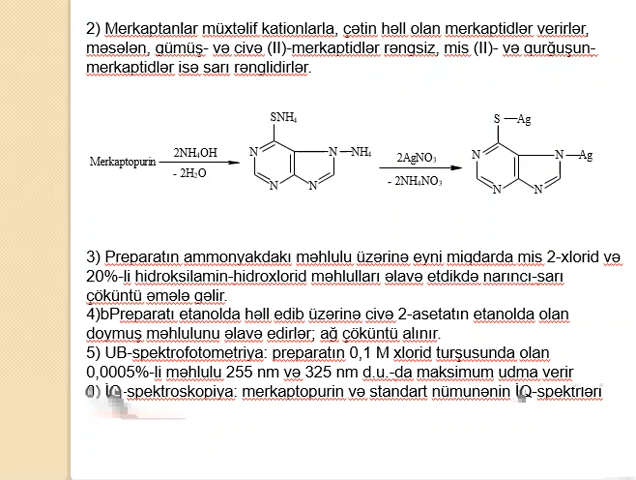 2) Merkaptanlar müxtəlif kationlarla, çətin həll olan merkaptidlər verirlər,
məsələn, gümüş- və civə (II)-merkaptidlər rəngsiz, mis (II)- və qurğuşun-
merkaptidlər isə sarı rənglidirlər.
Merkaptopurin
2NH₄OH
- 2H₂O
SNH₄
N
N
N
N
NH₄
2AgNO₃
- 2NH₄NO₃
S
Ag
N
N
N
N
Ag
3) Preparatın ammonyakdakı məhlulu üzərinə eyni miqdarda mis 2-xlorid və
20%-li hidroksilamin-hidroxlorid məhlulları əlavə etdikdə narıncı-sarı
çöküntü əmələ gəlir.
4)bPreparatı etanolda həll edib üzərinə civə 2-asetatın etanolda olan
doymuş məhlulunu əlavə edirlər; ağ çöküntü alınır.
5) UB-spektrofotometriya: preparatın 0,1 M xlorid turşusunda olan
0,0005%-li məhlulu 255 nm və 325 nm d.u.-da maksimum udma verir
) İQ-spektroskopiya: merkaptopurin və standart nümunənin İQ-spektrləri